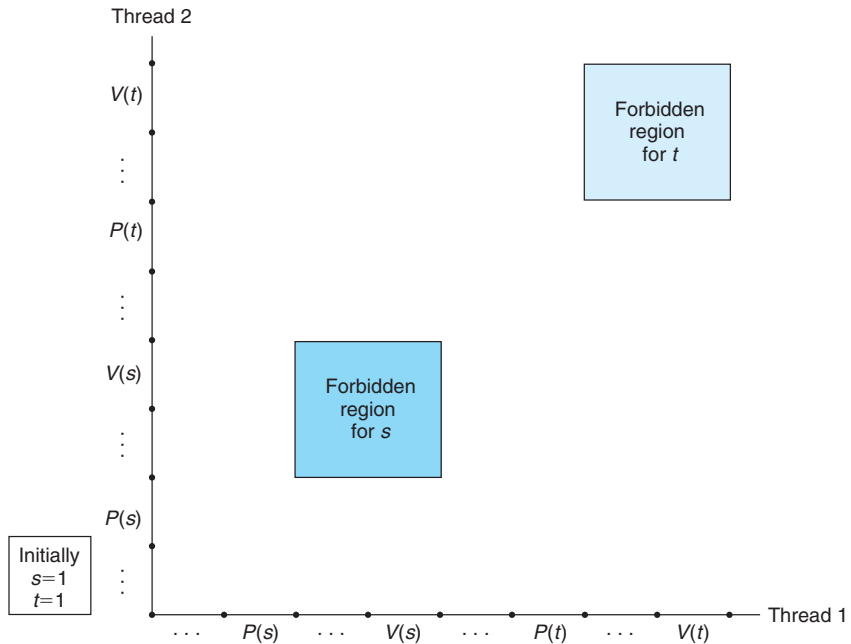 Thread 2
V(t)
...
P(t)
...
V(s)
...
P(s)
...
Forbidden
region
for t
Forbidden
region
for s
Initially
s=1
t=1
... P(s) ... V(s) ... P(t) ... V(t)
Thread 1